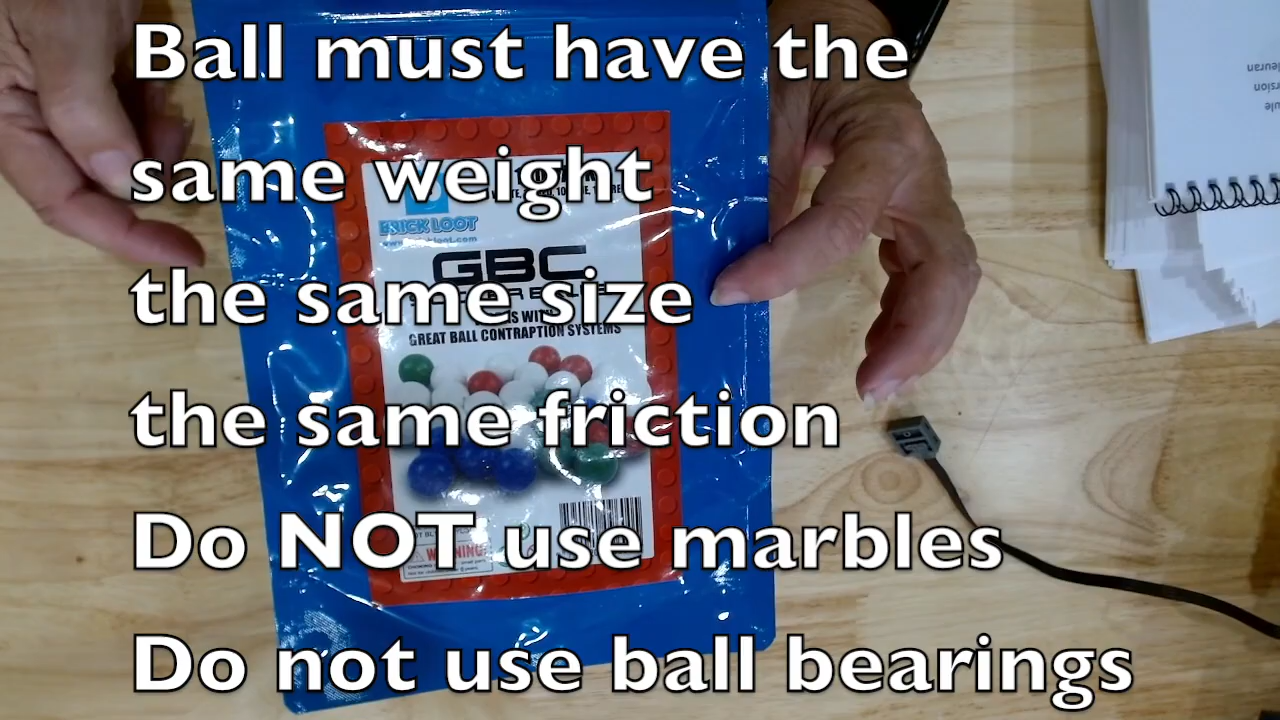 Ball must have the
same weight
the same size
the same friction
Do NOT use marbles
Do not use ball bearings
BRICK LOOT
GBC
GREAT BALL CONTRAPTION SYSTEMS
WARNING: